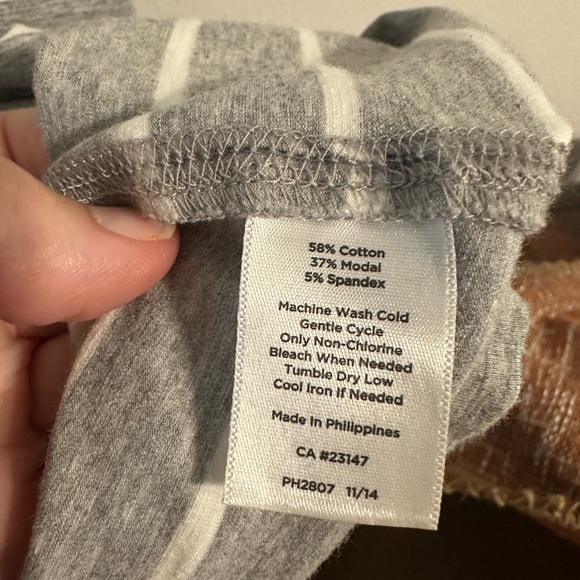 58% Cotton
37% Modal
5% Spandex
Machine Wash Cold
Gentle Cycle
Only Non-Chlorine
Bleach When Needed
Tumble Dry Low
Cool Iron If Needed
Made In Philippines
CA #23147
PH2807 11/14